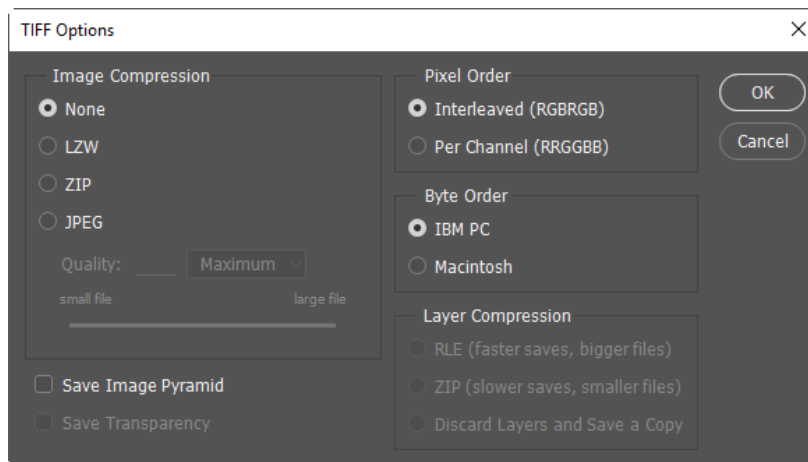 TIFF Options
Image Compression
None
LZW
ZIP
JPEG
Quality:
Maximum
small file
large file
Save Image Pyramid
Save Transparency
Pixel Order
Interleaved (RGBRGB)
Per Channel (RRGGBB)
Byte Order
IBM PC
Macintosh
Layer Compression
RLE (faster saves, bigger files)
ZIP (slower saves, smaller files)
Discard Layers and Save a Copy
OK
Cancel